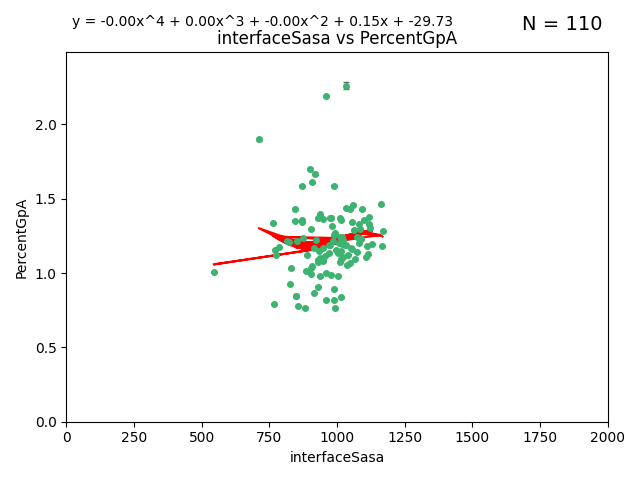 y = -0.00x^4 + 0.00x^3 + -0.00x^2 + 0.15x + -29.73
N = 110
interfaceSasa vs PercentGpA
PercentGpA
2.0
1.5
1.0
0.5
0.0
0 250 500 750 1000 1250 1500 1750 2000
interfaceSasa